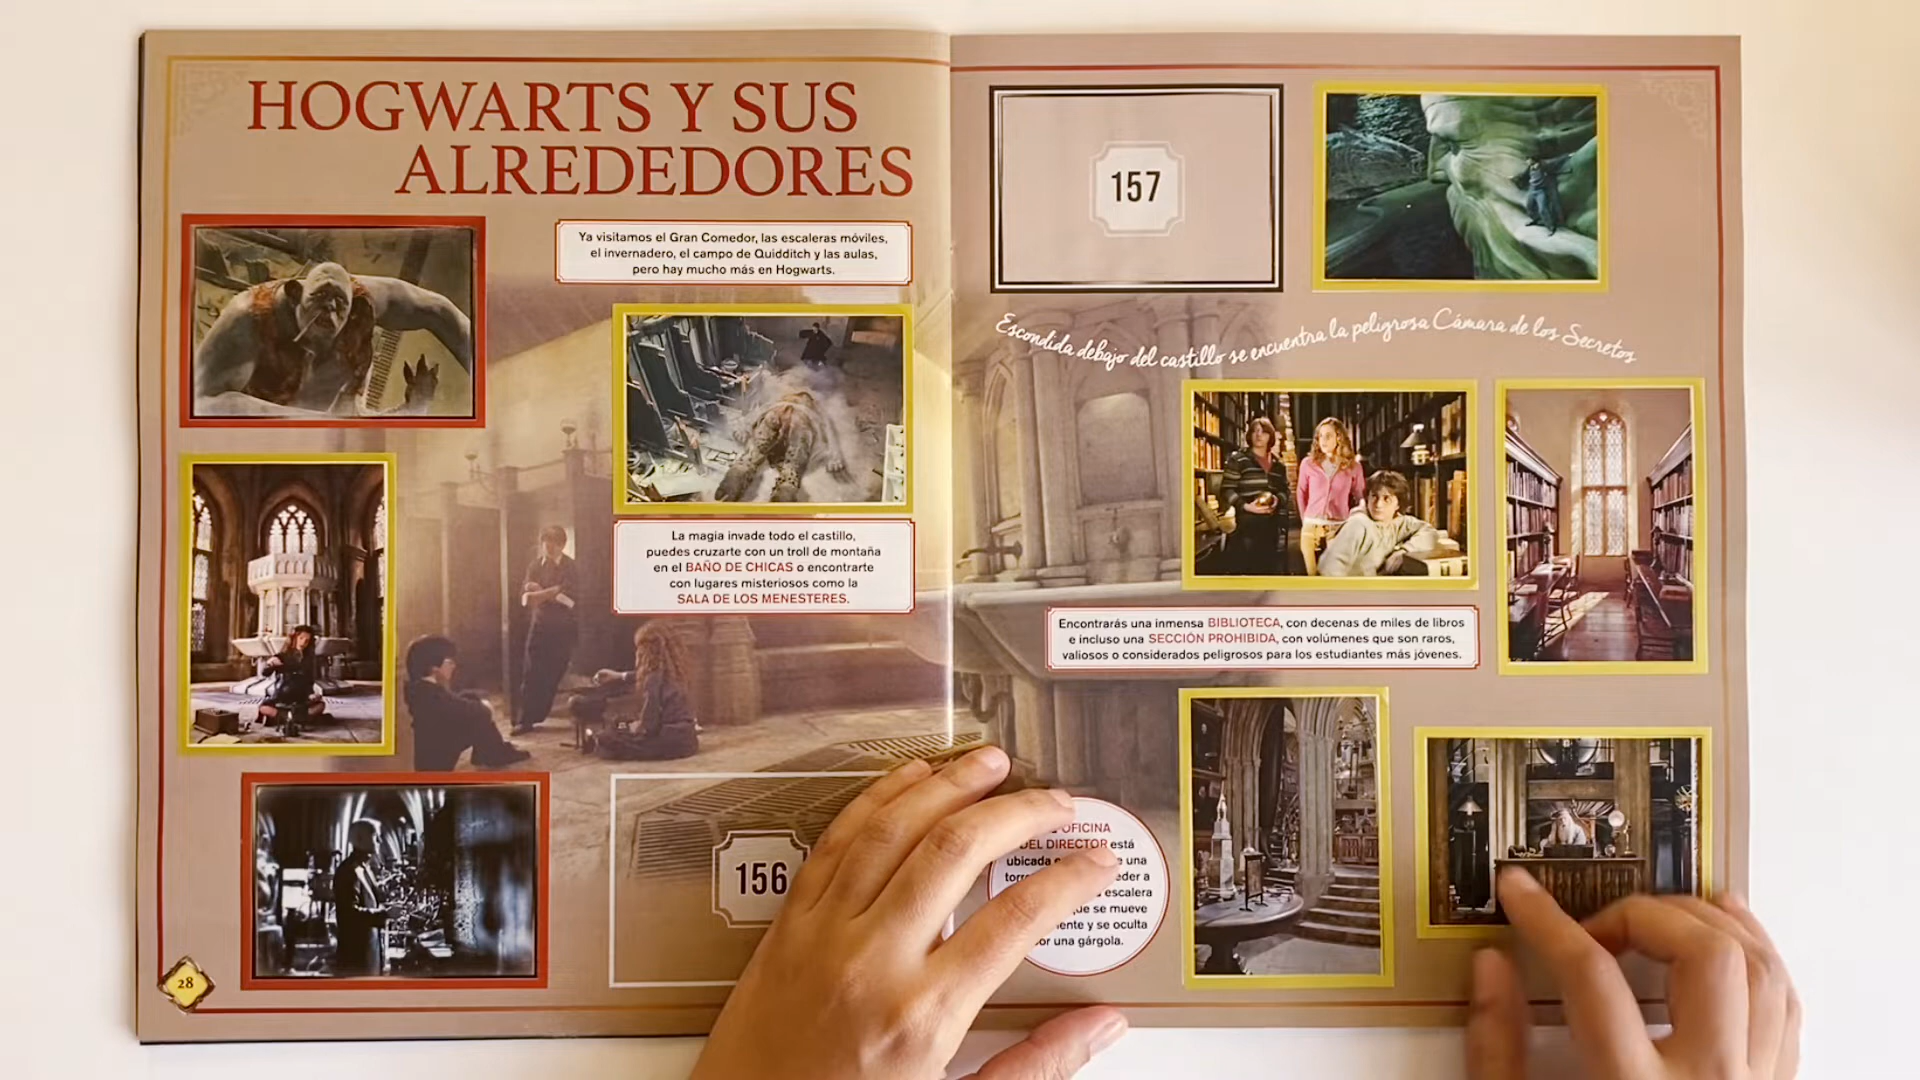 HOGWARTS Y SUS
ALREDEDORES
Ya visitamos el Gran Comedor, las escaleras móviles,
el invernadero, el campo de Quidditch y las aulas,
pero hay mucho más en Hogwarts.
La magia invade todo el castillo,
puedes cruzarte con un troll de montaña
en el BAÑO DE CHICAS o encontrarte
con lugares misteriosos como la
SALA DE LOS MENESTERES.
156
28
157
Escondida debajo del castillo se encuentra la peligrosa Cámara de los Secretos
Encontrarás una inmensa BIBLIOTECA, con decenas de miles de libros
e incluso una SECCIÓN PROHIBIDA, con volúmenes que son raros,
valiosos o considerados peligrosos para los estudiantes más jóvenes.
OFICINA
DEL DIRECTOR está
ubicada una
escalera
que se mueve
y se oculta
por una gárgola.